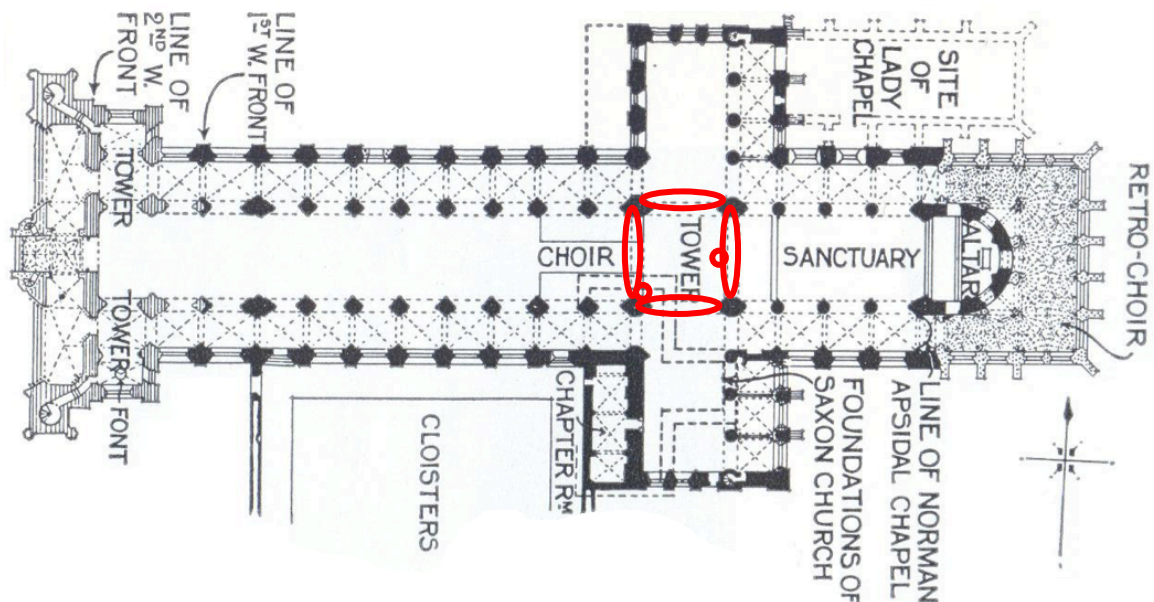 LINE OF
2ND W.
FRONT
LINE OF
1ST W. FRONT
SITE
OF
LADY
CHAPEL
RETRO-CHOIR
TOWER
TOWER
CHOIR
TOWER
SANCTUARY
ALTAR
FONT
CLOISTERS
CHAPTER RM
FOUNDATIONS OF
SAXON CHURCH
LINE OF NORMAN
APSIDAL CHAPEL